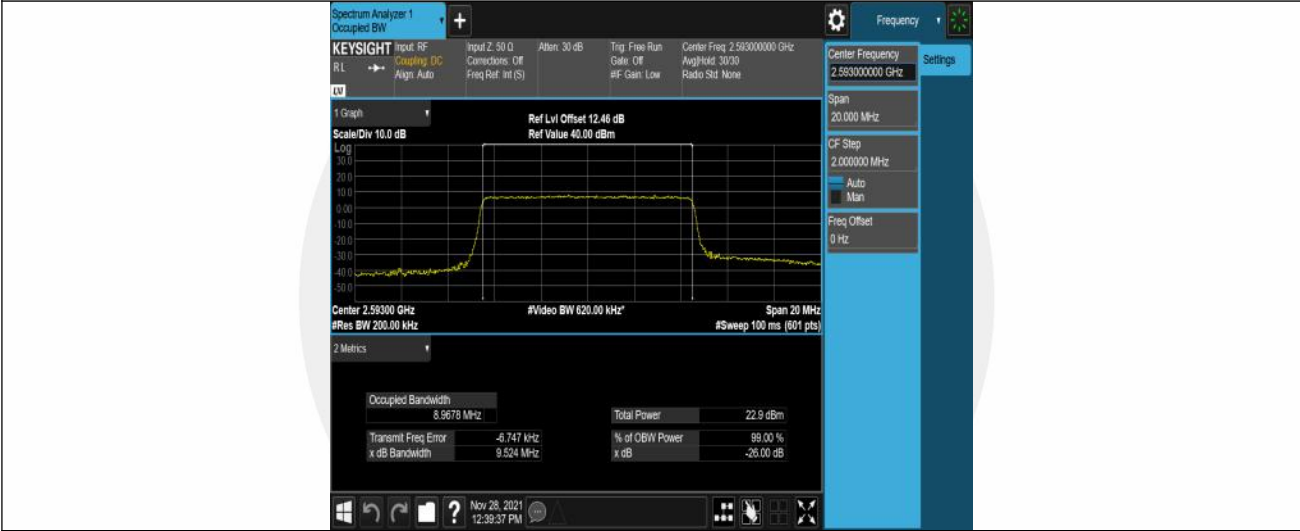 Spectrum Analyzer 1
Occupied BW
+
Frequency
KEYSIGHT
RL
LV
Input: RF
Coupling: DC
Align: Auto
Input Z: 50 Ω
Corrections: Off
Freq Ref: Int (S)
Atten: 30 dB
Trig: Free Run
Gate: Off
#IF Gain: Low
Center Freq: 2.593000000 GHz
Avg|Hold: 30/30
Radio Std: None
Center Frequency
2.593000000 GHz
Settings
Span
20.000 MHz
CF Step
2.000000 MHz
Auto
Man
Freq Offset
0 Hz
1 Graph
Scale/Div 10.0 dB
Ref Lvl Offset 12.46 dB
Ref Value 40.00 dBm
Log
30.0
20.0
10.0
0.00
-10.0
-20.0
-30.0
-40.0
-50.0
Center 2.59300 GHz
#Video BW 620.00 kHz*
Span 20 MHz
#Res BW 200.00 kHz
#Sweep 100 ms (601 pts)
2 Metrics
Occupied Bandwidth
8.9678 MHz
Total Power 22.9 dBm
Transmit Freq Error -6.747 kHz
% of OBW Power 99.00 %
x dB Bandwidth 9.524 MHz
x dB -26.00 dB
?
Nov 28, 2021
12:39:37 PM